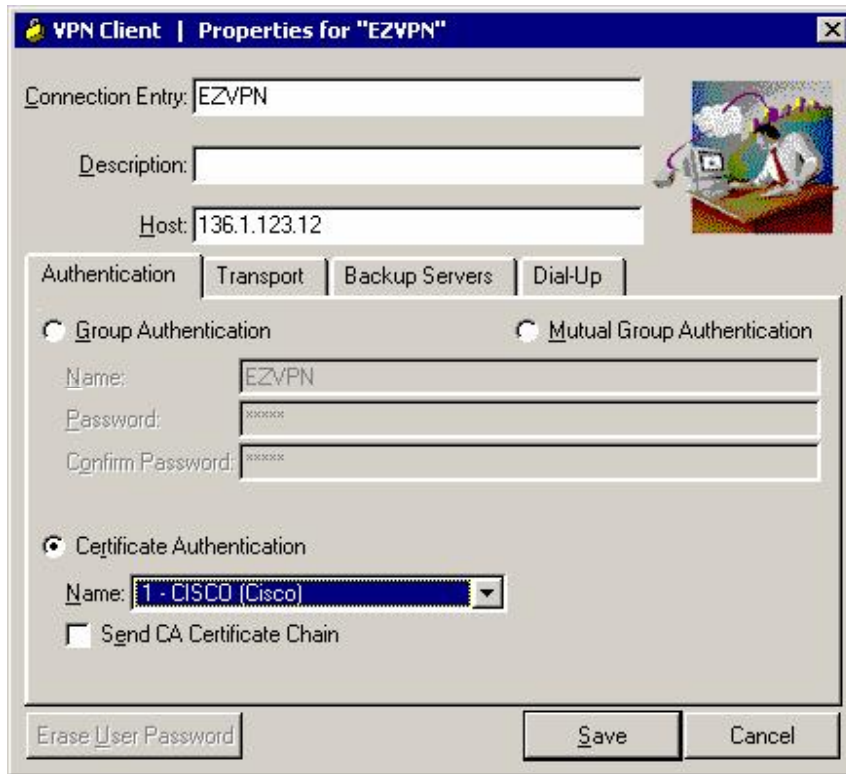 VPN Client | Properties for "EZVPN"
Connection Entry: EZVPN
Description:
Host: 136.1.123.12
Authentication Transport Backup Servers Dial-Up
Group Authentication Mutual Group Authentication
Name: EZVPN
Password: *****
Confirm Password: *****
Certificate Authentication
Name: 1 - CISCO (Cisco)
Send CA Certificate Chain
Erase User Password Save Cancel